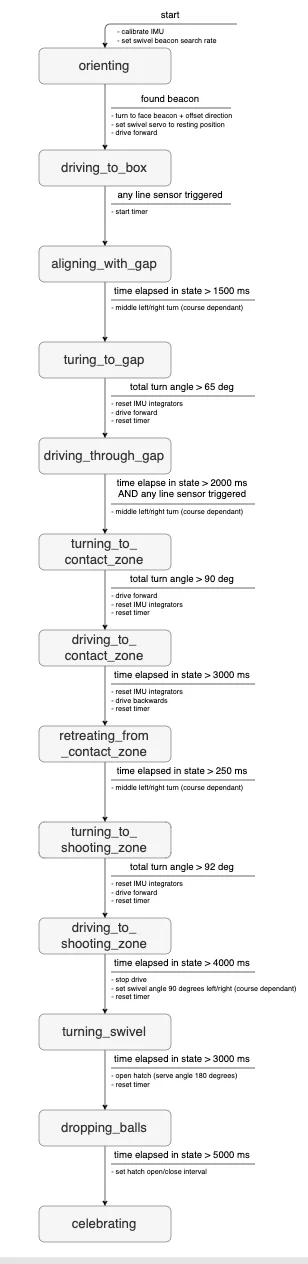 start
- calibrate IMU
- set swivel beacon search rate
orienting
found beacon
- turn to face beacon + offset direction
- set swivel servo to resting position
- drive forward
driving_to_box
any line sensor triggered
- start timer
aligning_with_gap
time elapsed in state > 1500 ms
- middle left/right turn (course dependant)
turing_to_gap
total turn angle > 65 deg
- reset IMU integrators
- drive forward
- reset timer
driving_through_gap
time elapse in state > 2000 ms
AND any line sensor triggered
- middle left/right turn (course dependant)
turning_to_
contact_zone
total turn angle > 90 deg
- drive forward
- reset IMU integrators
- reset timer
driving_to_
contact_zone
time elapsed in state > 3000 ms
- reset IMU integrators
- drive backwards
- reset timer
retreating_from
_contact_zone
time elapsed in state > 250 ms
- middle left/right turn (course dependant)
turning_to_
shooting_zone
total turn angle > 92 deg
- reset IMU integrators
- drive forward
- reset timer
driving_to_
shooting_zone
time elapsed in state > 4000 ms
- stop drive
- set swivel angle 90 degrees left/right (course dependant)
- reset timer
turning_swivel
time elapsed in state > 3000 ms
- open hatch (serve angle 180 degrees)
- reset timer
dropping_balls
time elapsed in state > 5000 ms
- set hatch open/close interval
celebrating